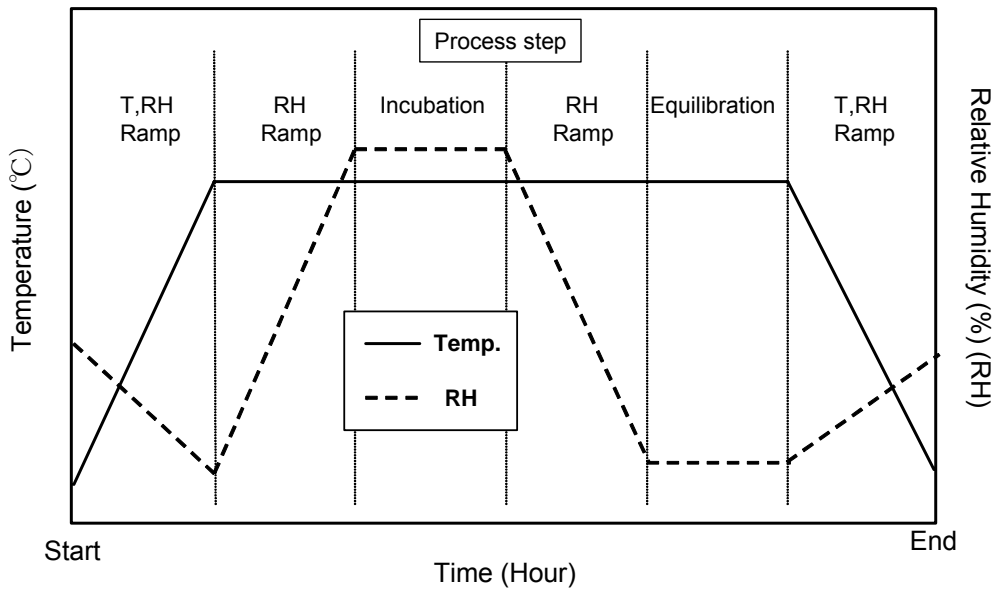 Process step
T,RH
Ramp
RH
Ramp
Incubation
RH
Ramp
Equilibration
T,RH
Ramp
Temperature (℃)
Relative Humidity (%) (RH)
Temp.
RH
Start
End
Time (Hour)